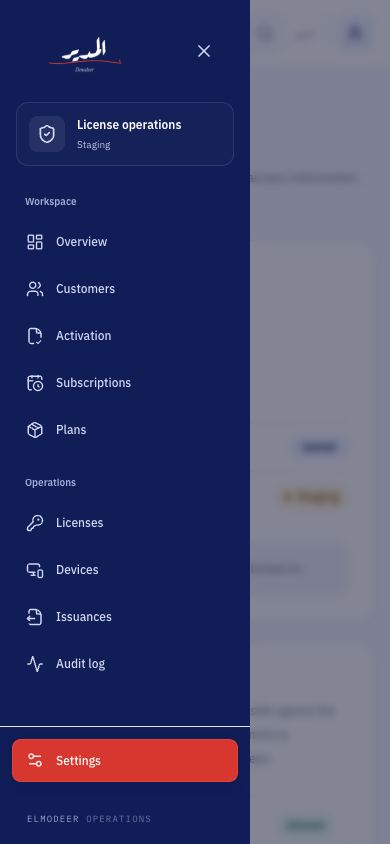 المدير
Elmodeer
License operations
Staging
Workspace
Overview
Customers
Activation
Subscriptions
Plans
Operations
Licenses
Devices
Issuances
Audit log
Settings
ELMODEER OPERATIONS